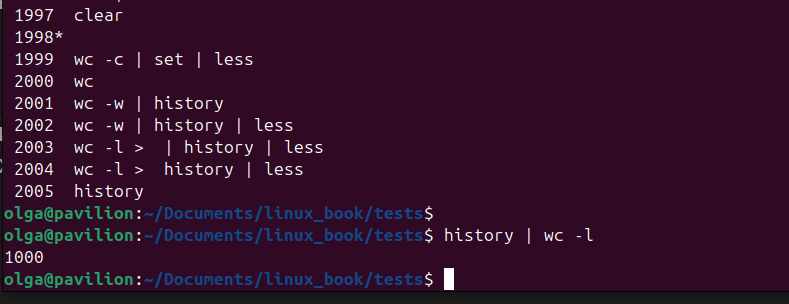 1997  clear
1998*
1999  wc -c | set | less
2000  wc
2001  wc -w | history
2002  wc -w | history | less
2003  wc -l >  | history | less
2004  wc -l >  history | less
2005  history
olga@pavilion:~/Documents/linux_book/tests$
olga@pavilion:~/Documents/linux_book/tests$ history | wc -l
1000
olga@pavilion:~/Documents/linux_book/tests$